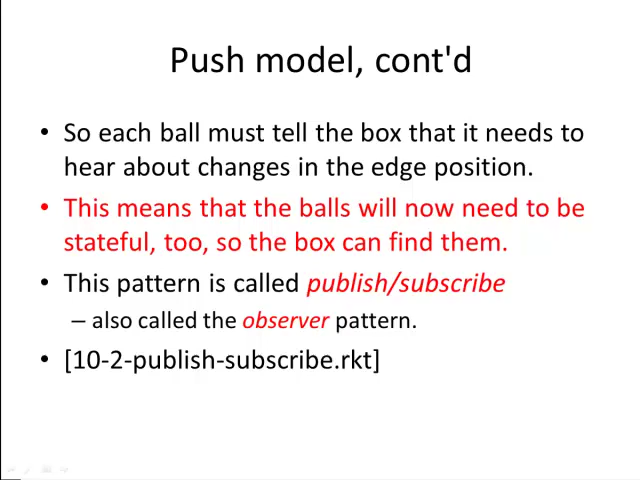 Push model, cont'd
• So each ball must tell the box that it needs to
hear about changes in the edge position.
• This means that the balls will now need to be
stateful, too, so the box can find them.
• This pattern is called publish/subscribe
– also called the observer pattern.
• [10-2-publish-subscribe.rkt]